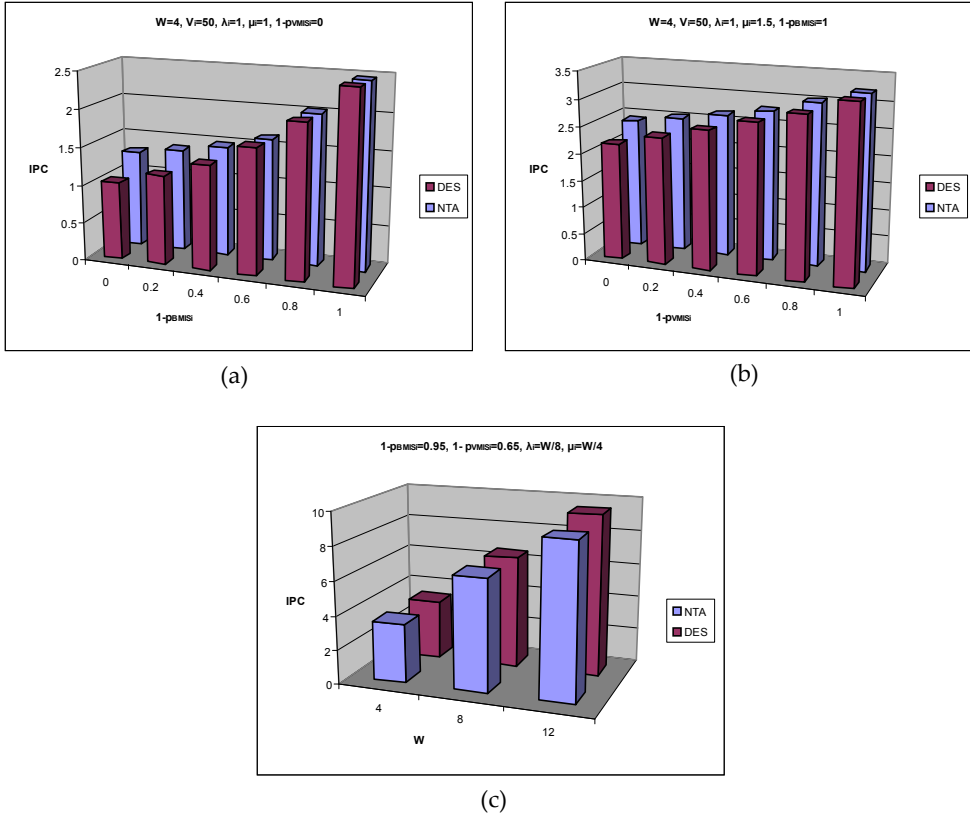 W=4, Vi=50, λi=1, μi=1, 1-pVMISi=0
2.5
2
1.5
1
0.5
0
IPC
0
0.2
0.4
0.6
0.8
1
1-pBMISi
DES
NTA
(a)
W=4, Vi=50, λi=1, μi=1.5, 1-pBMISi=1
3.5
3
2.5
2
1.5
1
0.5
0
IPC
0
0.2
0.4
0.6
0.8
1
1-pVMISi
DES
NTA
(b)
1-pBMISi=0.95, 1- pVMISi=0.65, λi=W/8, μi=W/4
10
8
6
4
2
0
IPC
4
8
12
W
NTA
DES
(c)